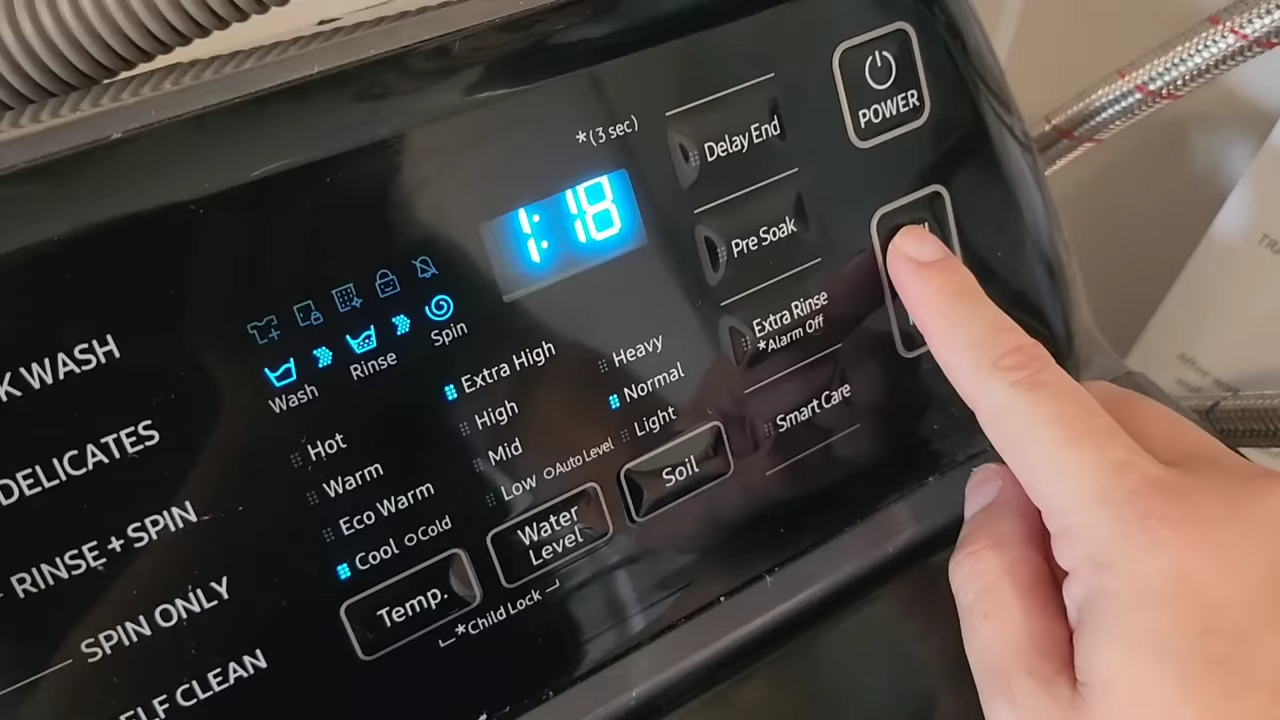 POWER
*(3 sec)
Delay End
1:18
Pre Soak
Extra Rinse
*Alarm Off
Smart Care
Wash
Rinse
Spin
Extra High
High
Mid
Low ○Auto Level
Heavy
Normal
Light
Hot
Warm
Eco Warm
Cool ○Cold
Temp.
Water
Level
Soil
*Child Lock
K WASH
DELICATES
RINSE+SPIN
SPIN ONLY
ELF CLEAN